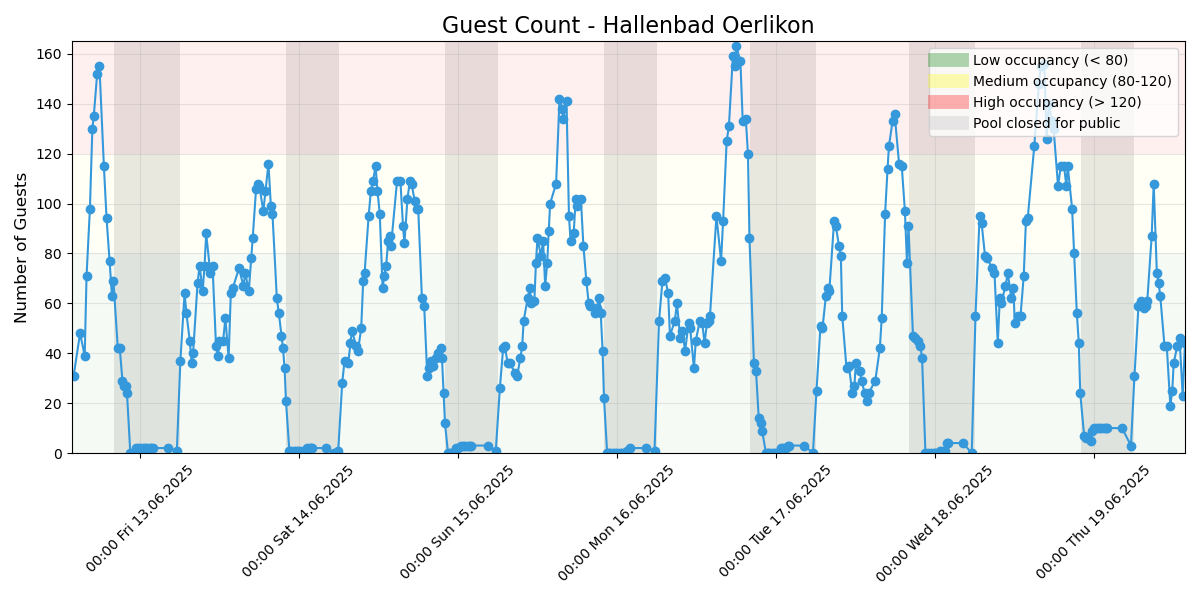 Guest Count - Hallenbad Oerlikon
Number of Guests
160
140
120
100
80
60
40
20
0
Low occupancy (< 80)
Medium occupancy (80-120)
High occupancy (> 120)
Pool closed for public
00:00 Fri 13.06.2025
00:00 Sat 14.06.2025
00:00 Sun 15.06.2025
00:00 Mon 16.06.2025
00:00 Tue 17.06.2025
00:00 Wed 18.06.2025
00:00 Thu 19.06.2025